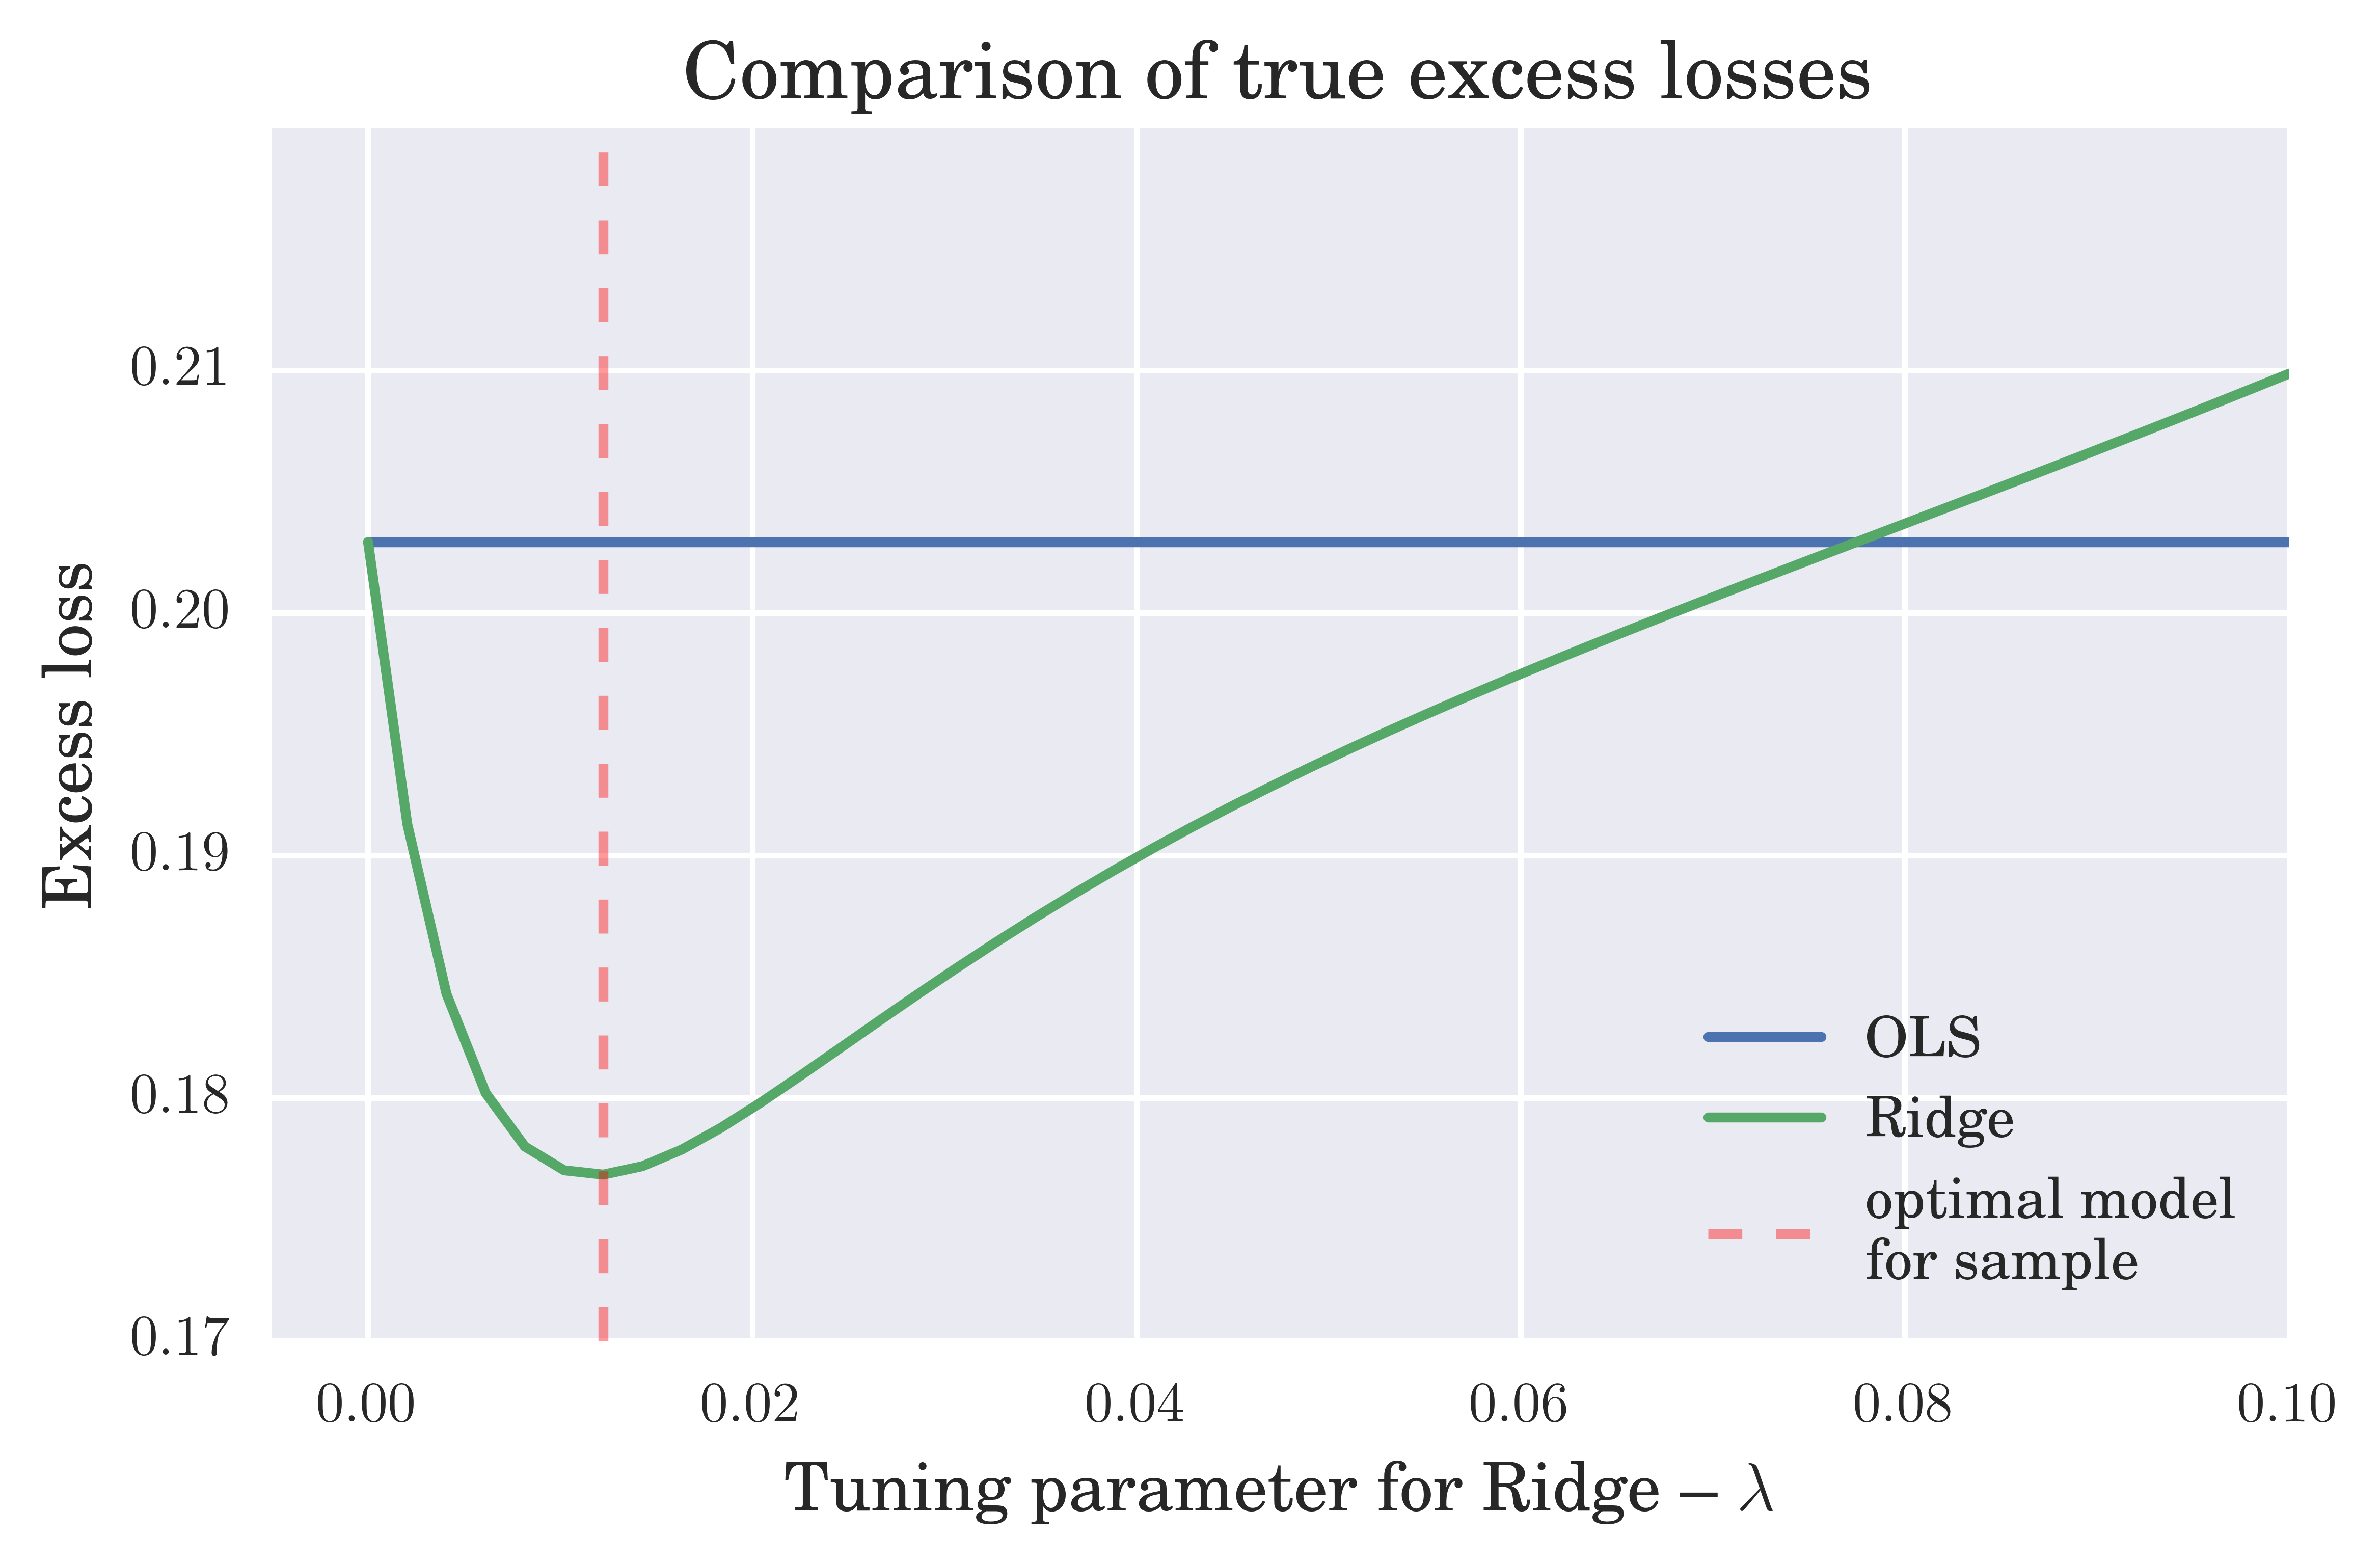 Comparison of true excess losses
Excess loss
0.21
0.20
0.19
0.18
0.17
OLS
Ridge
optimal model
for sample
0.00 0.02 0.04 0.06 0.08 0.10
Tuning parameter for Ridge – λ